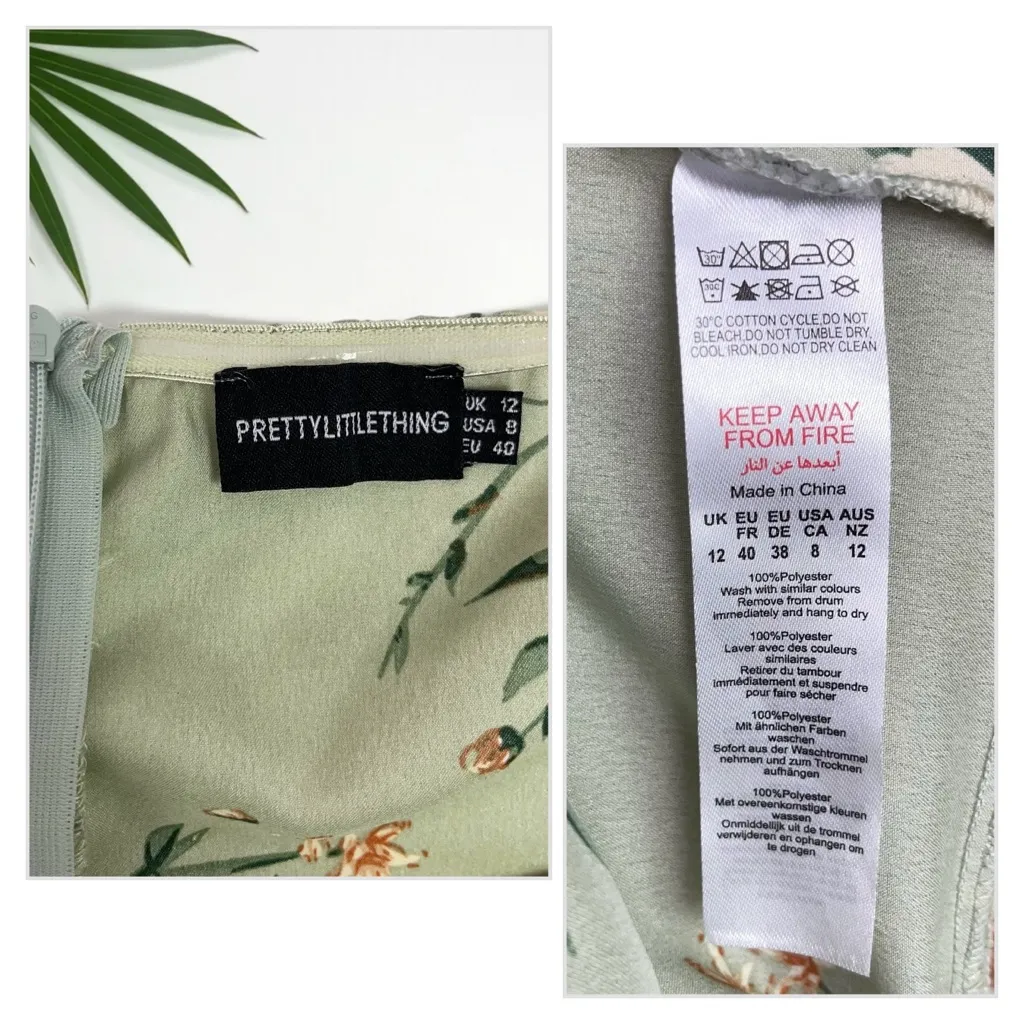 PRETTYLITTLETHING
UK 12
USA 8
EU 40
30°
30C
30°C COTTON CYCLE,DO NOT
BLEACH,DO NOT TUMBLE DRY,
COOL IRON,DO NOT DRY CLEAN
KEEP AWAY
FROM FIRE
أبعدها عن النار
Made in China
UK EU EU USA AUS
FR DE CA NZ
12 40 38 8 12
100%Polyester
Wash with similar colours
Remove from drum
immediately and hang to dry
100%Polyester
Laver avec des couleurs
similaires
Retirer du tambour
immédiatement et suspendre
pour faire sécher
100%Polyester
Mit ähnlichen Farben
waschen
Sofort aus der Waschtrommel
nehmen und zum Trocknen
aufhängen
100%Polyester
Met overeenkomstige kleuren
wassen
Onmiddellijk uit de trommel
verwijderen en ophangen om
te drogen